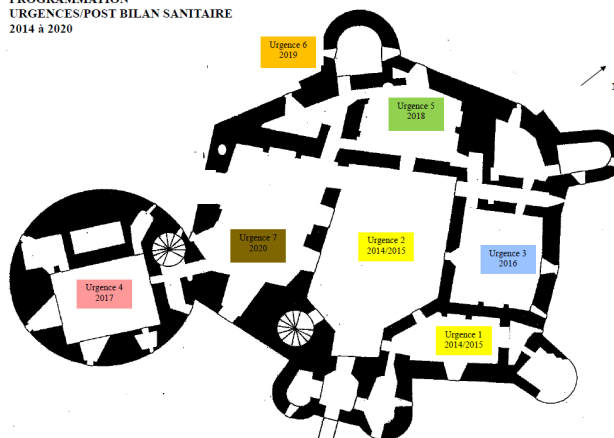 PROGRAMMATION
URGENCES/POST BILAN SANITAIRE
2014 à 2020
Urgence 6
2019
Urgence 5
2018
Urgence 7
2020
Urgence 2
2014/2015
Urgence 3
2016
Urgence 4
2017
Urgence 1
2014/2015